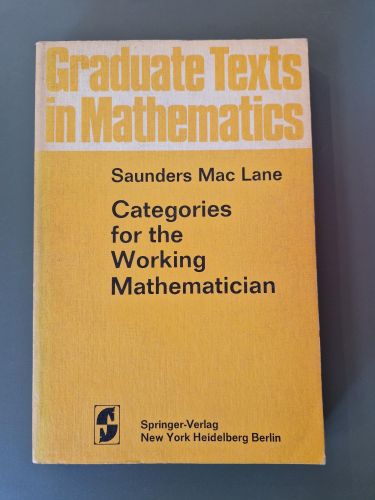 Graduate Texts
in Mathematics
Saunders Mac Lane
Categories
for the
Working
Mathematician
Springer-Verlag
New York Heidelberg Berlin